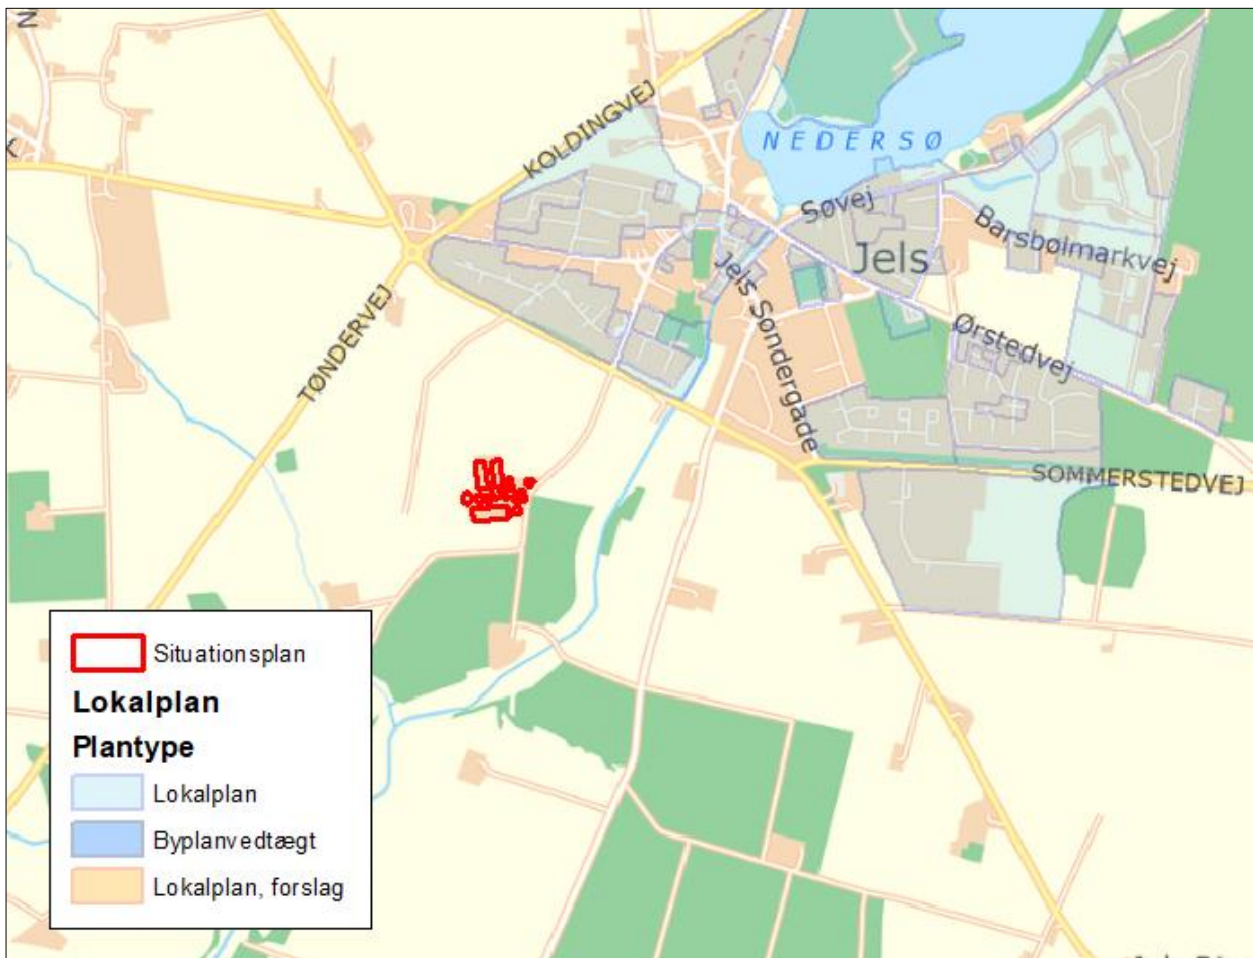 KOLDINGVEJ
NEDERSØ
Søvej
Barsbølmarkvej
Jels
Jels Søndergade
TØNDERVEJ
Ørstedvej
SOMMERSTEDVEJ
Situationsplan
Lokalplan
Plantype
Lokalplan
Byplanvedtægt
Lokalplan, forslag